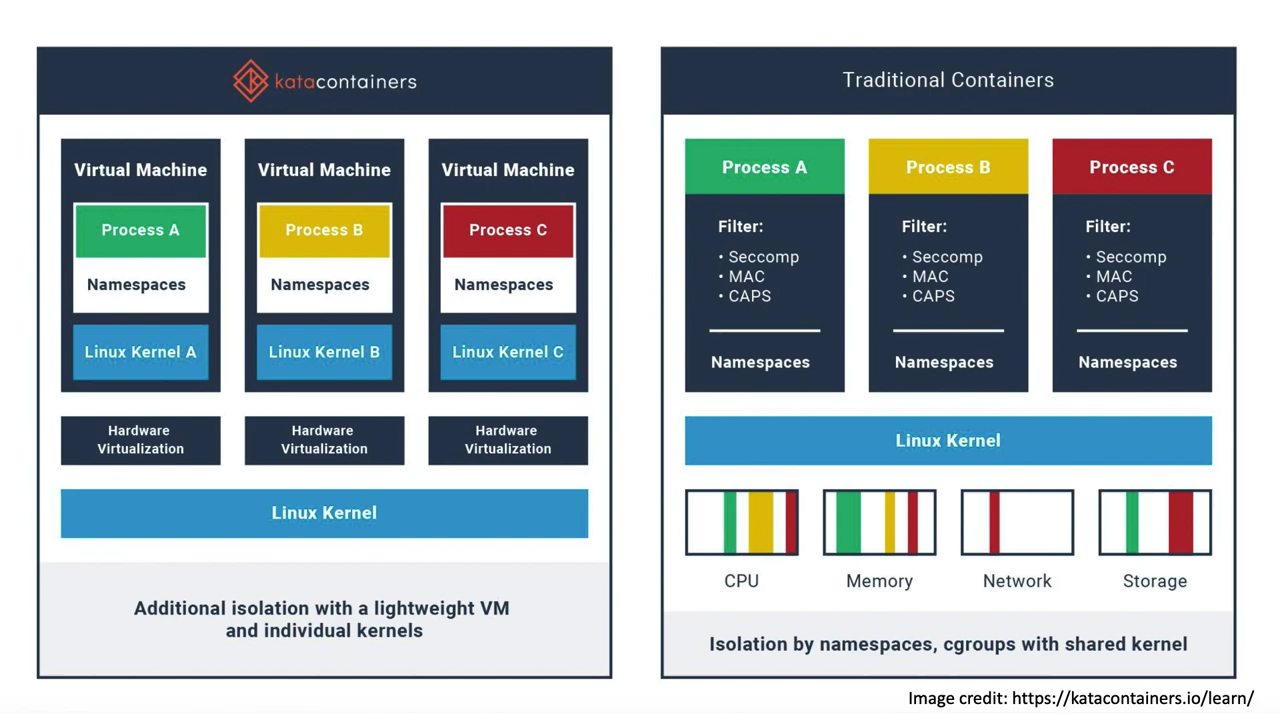 katacontainers
Virtual Machine
Process A
Namespaces
Linux Kernel A
Virtual Machine
Process B
Namespaces
Linux Kernel B
Virtual Machine
Process C
Namespaces
Linux Kernel C
Hardware
Virtualization
Hardware
Virtualization
Hardware
Virtualization
Linux Kernel
Additional isolation with a lightweight VM
and individual kernels
Traditional Containers
Process A
Filter:
• Seccomp
• MAC
• CAPS
Namespaces
Process B
Filter:
• Seccomp
• MAC
• CAPS
Namespaces
Process C
Filter:
• Seccomp
• MAC
• CAPS
Namespaces
Linux Kernel
CPU
Memory
Network
Storage
Isolation by namespaces, cgroups with shared kernel
Image credit: https://katacontainers.io/learn/